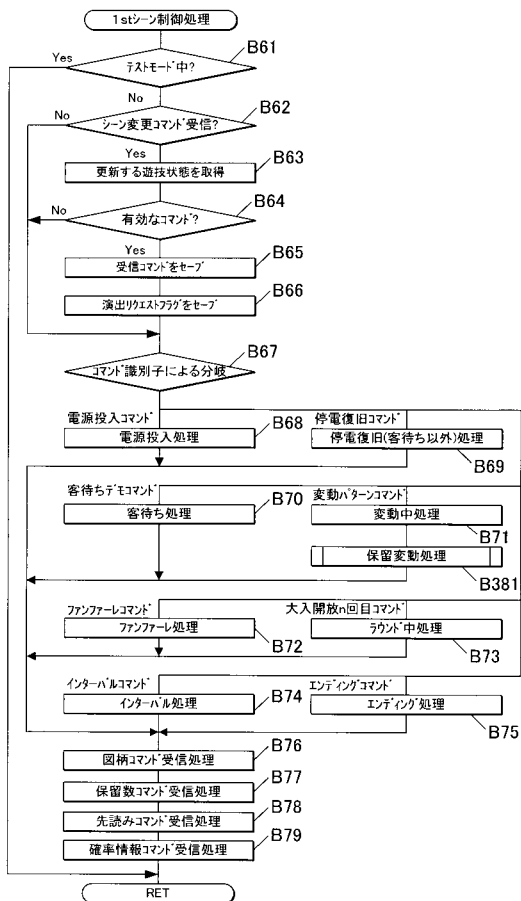 1stシーン制御処理
B61
Yes
テストモード中?
No
B62
No
シーン変更コマンド受信?
Yes
B63
更新する遊技状態を取得
B64
No
有効なコマンド?
Yes
B65
受信コマンドをセーブ
B66
演出リクエストフラグをセーブ
B67
コマンド識別子による分岐
電源投入コマンド
B68
停電復旧コマンド
電源投入処理
停電復旧(客待ち以外)処理
B69
客待ちデモコマンド
B70
変動パターンコマンド
客待ち処理
変動中処理
B71
保留変動処理
B381
ファンファーレコマンド
大入開放n回目コマンド
ファンファーレ処理
ラウンド中処理
B72
B73
インターバルコマンド
B74
エンディングコマンド
インターバル処理
エンディング処理
B75
B76
図柄コマンド受信処理
B77
保留数コマンド受信処理
B78
先読みコマンド受信処理
B79
確率情報コマンド受信処理
RET